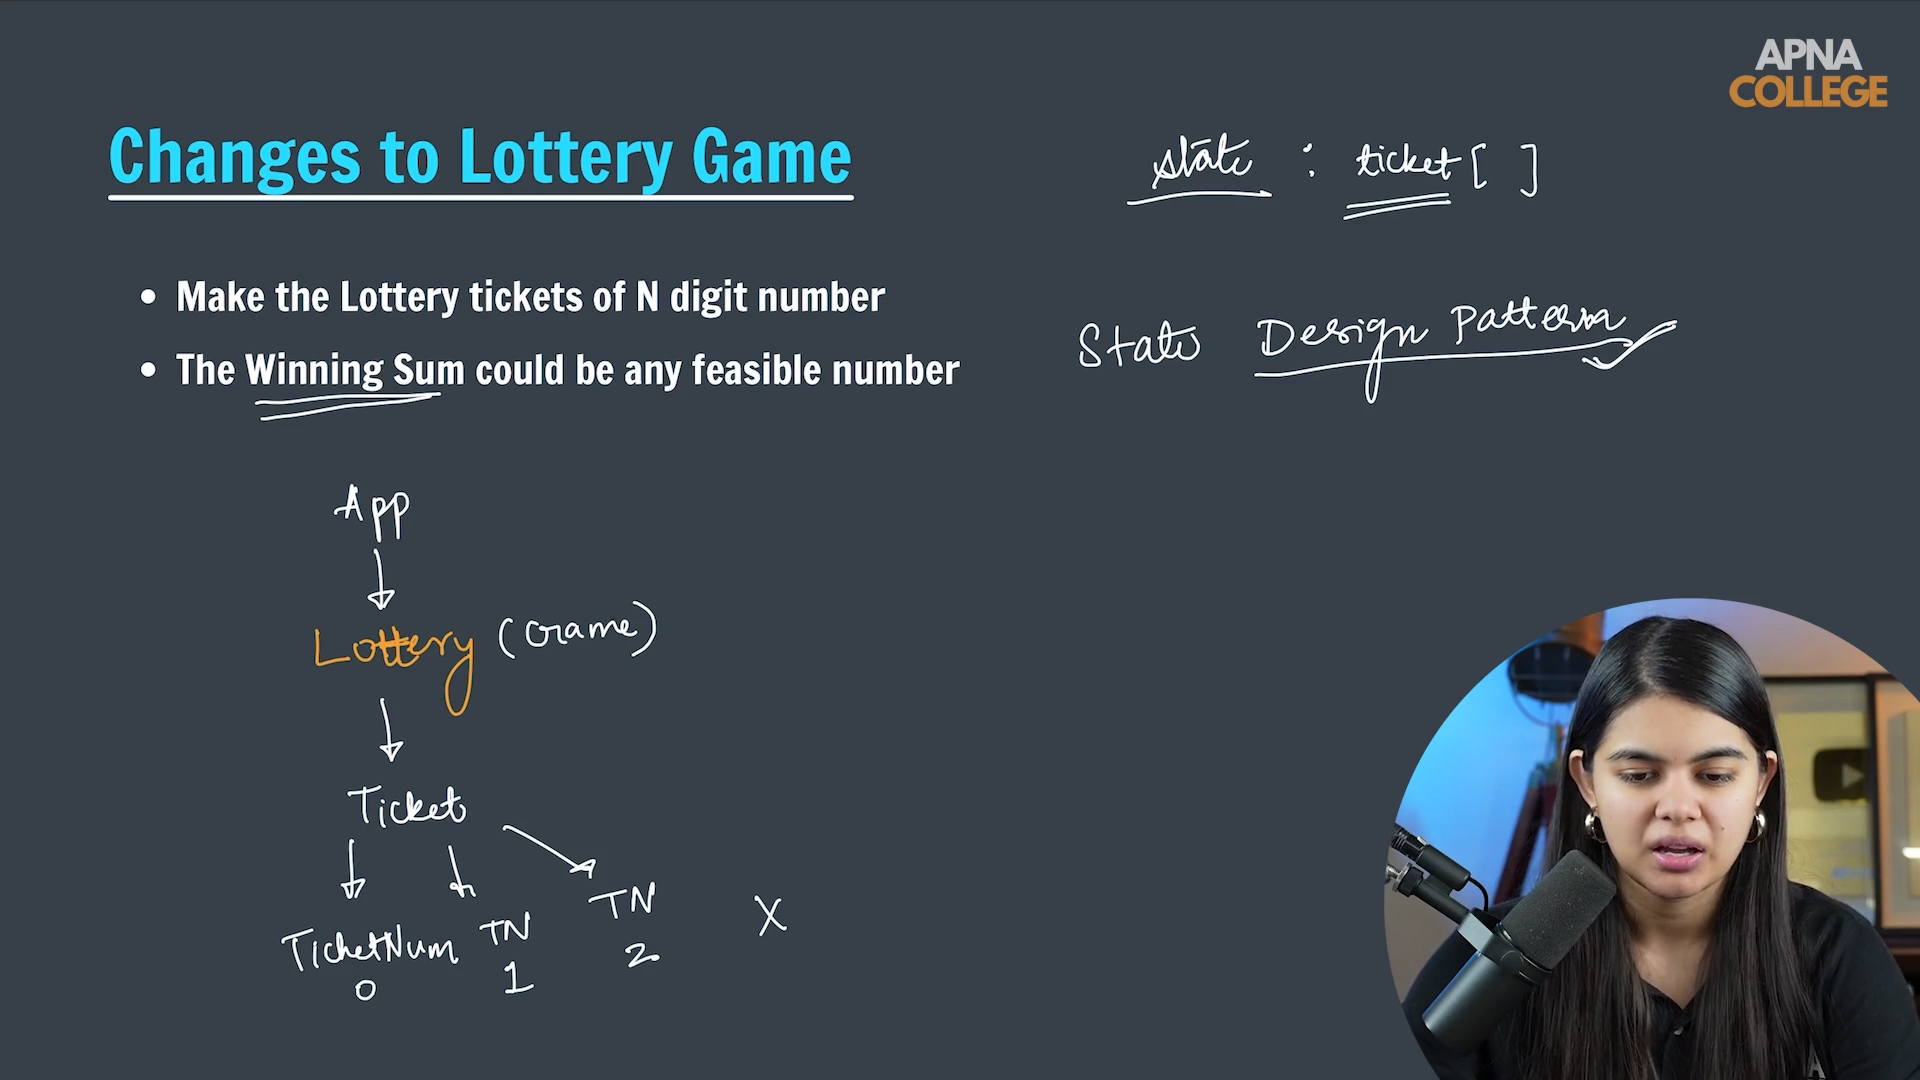 APNA
COLLEGE
Changes to Lottery Game
state : ticket [ ]
• Make the Lottery tickets of N digit number
• The Winning Sum could be any feasible number
State Design Pattern
App
Lottery (Game)
Ticket
TicketNum TN TN X
0 1 2